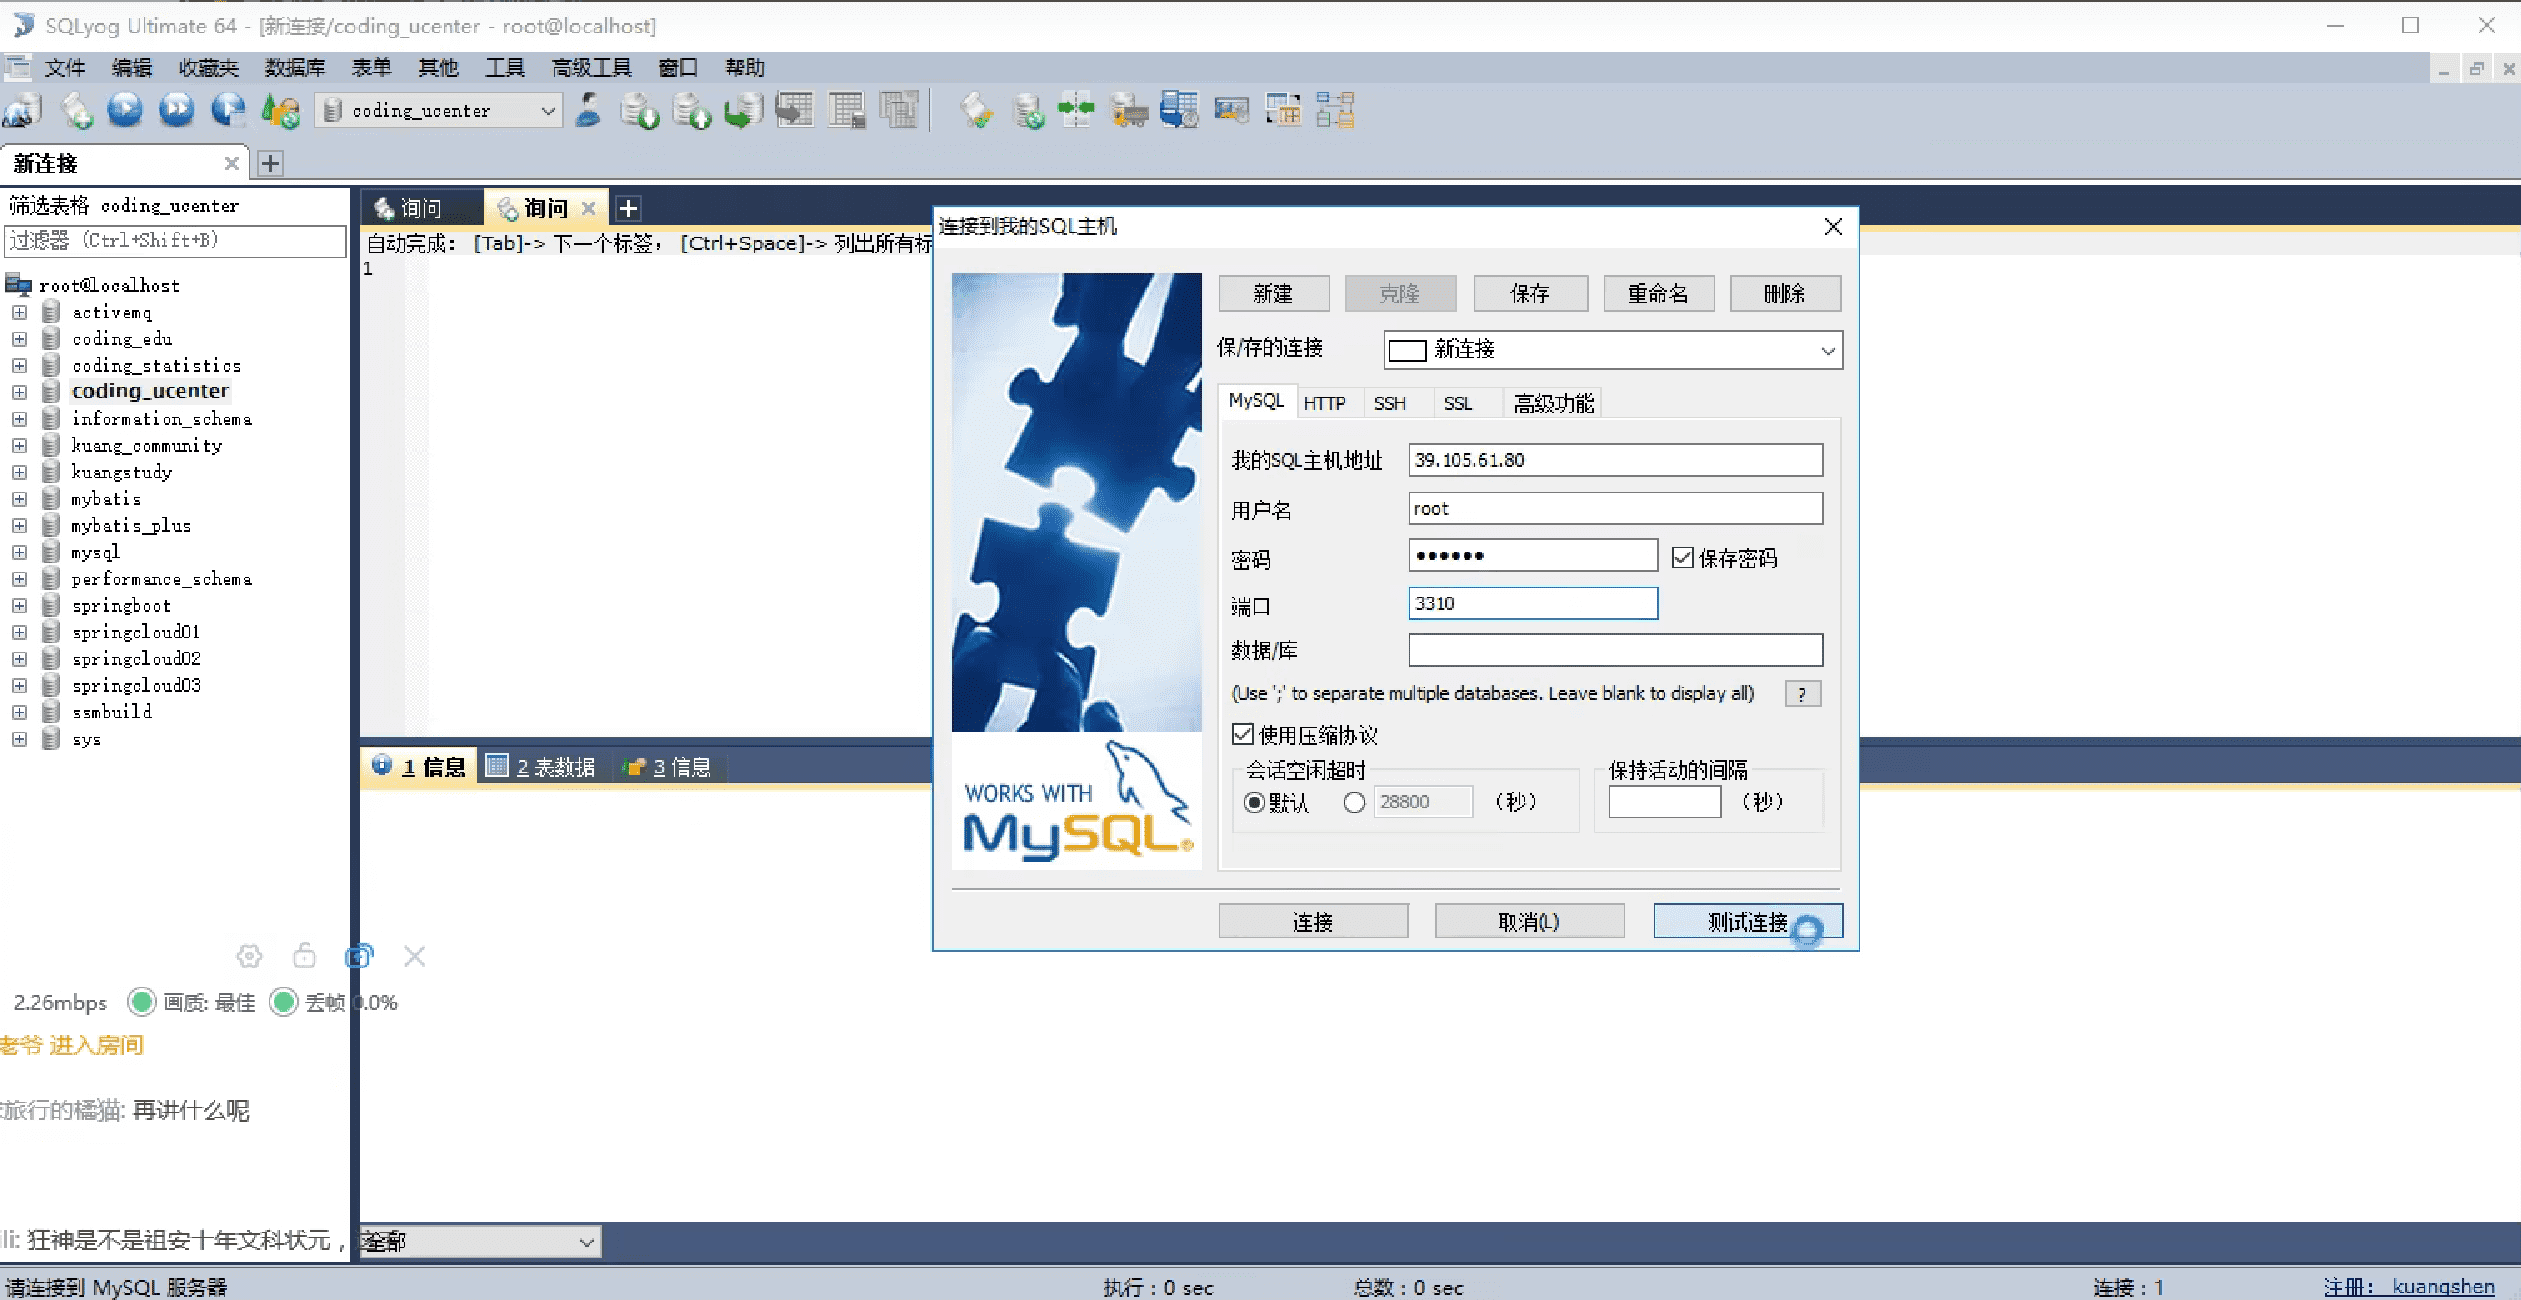 SQLyog Ultimate 64 - [新连接/coding_ucenter - root@localhost]
文件 编辑 收藏夹 数据库 表单 其他 工具 高级工具 窗口 帮助
coding_ucenter
新连接
筛选表格 coding_ucenter
过滤器 (Ctrl+Shift+B)
root@localhost
activemq
coding_edu
coding_statistics
coding_ucenter
information_schema
kuang_community
kuangstudy
mybatis
mybatis_plus
mysql
performance_schema
springboot
springcloud01
springcloud02
springcloud03
ssmbuild
sys
询问 询问
自动完成： [Tab]-> 下一个标签， [Ctrl+Space]-> 列出所有标
1
连接到我的SQL主机
新建 克隆 保存 重命名 删除
保/存的连接 新连接
MySQL HTTP SSH SSL 高级功能
我的SQL主机地址 39.105.61.80
用户名 root
密码 •••••• 保存密码
端口 3310
数据/库
(Use ';' to separate multiple databases. Leave blank to display all) ?
使用压缩协议
会话空闲超时 保持活动的间隔
默认 28800 （秒） （秒）
WORKS WITH
MySQL®
连接 取消(L) 测试连接
1 信息 2 表数据 3 信息
2.26mbps 画质: 最佳 丢帧 0.0%
老爷 进入房间
旅行的橘猫: 再讲什么呢
ili: 狂神是不是祖安十年文科状元，
全部
请连接到 MySQL 服务器 执行：0 sec 总数：0 sec 连接：1 注册： kuangshen